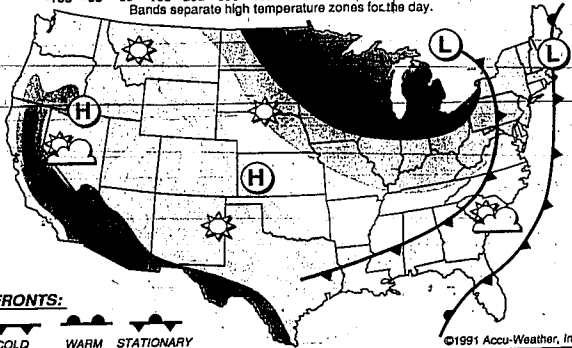 Bands separate high temperature zones for the day.
L
L
H
H
FRONTS:
COLD WARM STATIONARY
©1991 Accu-Weather, In